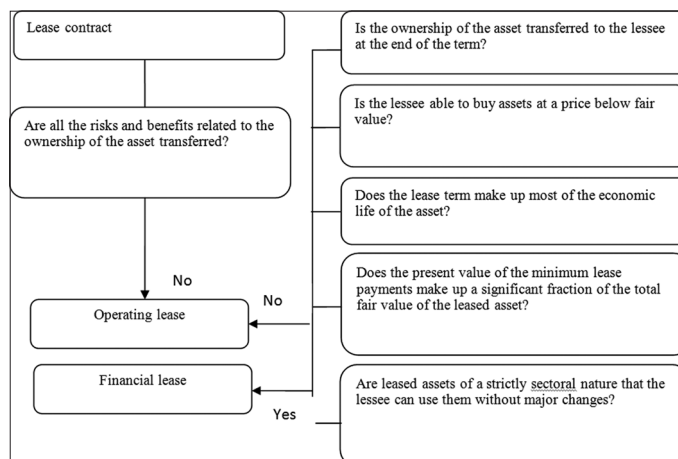 Lease contract
Are all the risks and benefits related to the
ownership of the asset transferred?
No
No
Operating lease
Financial lease
Yes
Is the ownership of the asset transferred to the lessee
at the end of the term?
Is the lessee able to buy assets at a price below fair
value?
Does the lease term make up most of the economic
life of the asset?
Does the present value of the minimum lease
payments make up a significant fraction of the total
fair value of the leased asset?
Are leased assets of a strictly sectoral nature that the
lessee can use them without major changes?